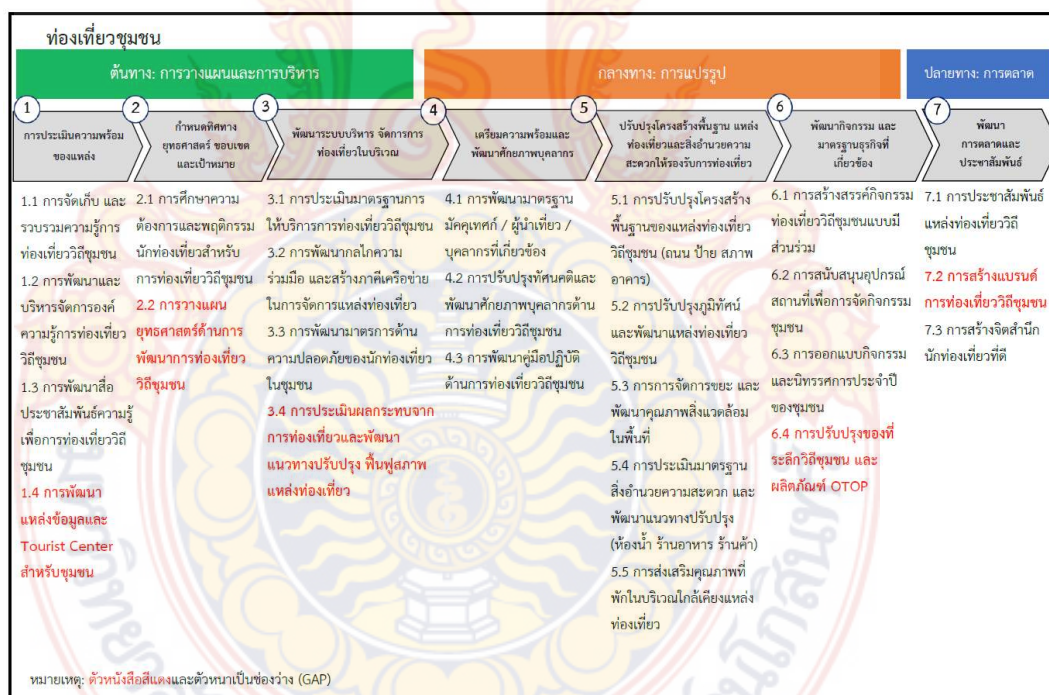 ท่องเที่ยวชุมชน
ต้นทาง: การวางแผนและการบริหาร
กลางทาง: การแปรรูป
ปลายทาง: การตลาด
1
การประเมินความพร้อม
ของแหล่ง
2
กำหนดทิศทาง
ยุทธศาสตร์ ขอบเขต
และเป้าหมาย
3
พัฒนาระบบบริหาร จัดการการ
ท่องเที่ยวในบริเวณ
4
เตรียมความพร้อมและ
พัฒนาศักยภาพบุคลากร
5
ปรับปรุงโครงสร้างพื้นฐาน แหล่ง
ท่องเที่ยวและสิ่งอำนวยความ
สะดวกให้รองรับการท่องเที่ยว
6
พัฒนากิจกรรม และ
มาตรฐานธุรกิจที่
เกี่ยวข้อง
7
พัฒนา
การตลาดและ
ประชาสัมพันธ์
1.1 การจัดเก็บ และ
รวบรวมความรู้การ
ท่องเที่ยววิถีชุมชน
1.2 การพัฒนาและ
บริหารจัดการองค์
ความรู้การท่องเที่ยว
วิถีชุมชน
1.3 การพัฒนาสื่อ
ประชาสัมพันธ์ความรู้
เพื่อการท่องเที่ยววิถี
ชุมชน
1.4 การพัฒนา
แหล่งข้อมูลและ
Tourist Center
สำหรับชุมชน
2.1 การศึกษาความ
ต้องการและพฤติกรรม
นักท่องเที่ยวสำหรับ
การท่องเที่ยววิถีชุมชน
2.2 การวางแผน
ยุทธศาสตร์ด้านการ
พัฒนาการท่องเที่ยว
วิถีชุมชน
3.1 การประเมินมาตรฐานการ
ให้บริการการท่องเที่ยววิถีชุมชน
3.2 การพัฒนากลไกความ
ร่วมมือ และสร้างภาคีเครือข่าย
ในการจัดการแหล่งท่องเที่ยว
3.3 การพัฒนามาตรการด้าน
ความปลอดภัยของนักท่องเที่ยว
ในชุมชน
3.4 การประเมินผลกระทบจาก
การท่องเที่ยวและพัฒนา
แนวทางปรับปรุง ฟื้นฟูสภาพ
แหล่งท่องเที่ยว
4.1 การพัฒนามาตรฐาน
มัคคุเทศก์ / ผู้นำเที่ยว /
บุคลากรที่เกี่ยวข้อง
4.2 การปรับปรุงทัศนคติและ
พัฒนาศักยภาพบุคลากรด้าน
การท่องเที่ยววิถีชุมชน
4.3 การพัฒนาคู่มือปฏิบัติ
ด้านการท่องเที่ยววิถีชุมชน
5.1 การปรับปรุงโครงสร้าง
พื้นฐานของแหล่งท่องเที่ยว
วิถีชุมชน (ถนน ป้าย สภาพ
อาคาร)
5.2 การปรับปรุงภูมิทัศน์
และพัฒนาแหล่งท่องเที่ยว
วิถีชุมชน
5.3 การการจัดการขยะ และ
พัฒนาคุณภาพสิ่งแวดล้อม
ในพื้นที่
5.4 การประเมินมาตรฐาน
สิ่งอำนวยความสะดวก และ
พัฒนาแนวทางปรับปรุง
(ห้องน้ำ ร้านอาหาร ร้านค้า)
5.5 การส่งเสริมคุณภาพที่
พักในบริเวณใกล้เคียงแหล่ง
ท่องเที่ยว
6.1 การสร้างสรรค์กิจกรรม
ท่องเที่ยววิถีชุมชนแบบมี
ส่วนร่วม
6.2 การสนับสนุนอุปกรณ์
สถานที่เพื่อการจัดกิจกรรม
ชุมชน
6.3 การออกแบบกิจกรรม
และนิทรรศการประจำปี
ของชุมชน
6.4 การปรับปรุงของที่
ระลึกวิถีชุมชน และ
ผลิตภัณฑ์ OTOP
7.1 การประชาสัมพันธ์
แหล่งท่องเที่ยววิถี
ชุมชน
7.2 การสร้างแบรนด์
การท่องเที่ยววิถีชุมชน
7.3 การสร้างจิตสำนึก
นักท่องเที่ยวที่ดี
หมายเหตุ: ตัวหนังสือสีแดงและตัวหนาเป็นช่องว่าง (GAP)